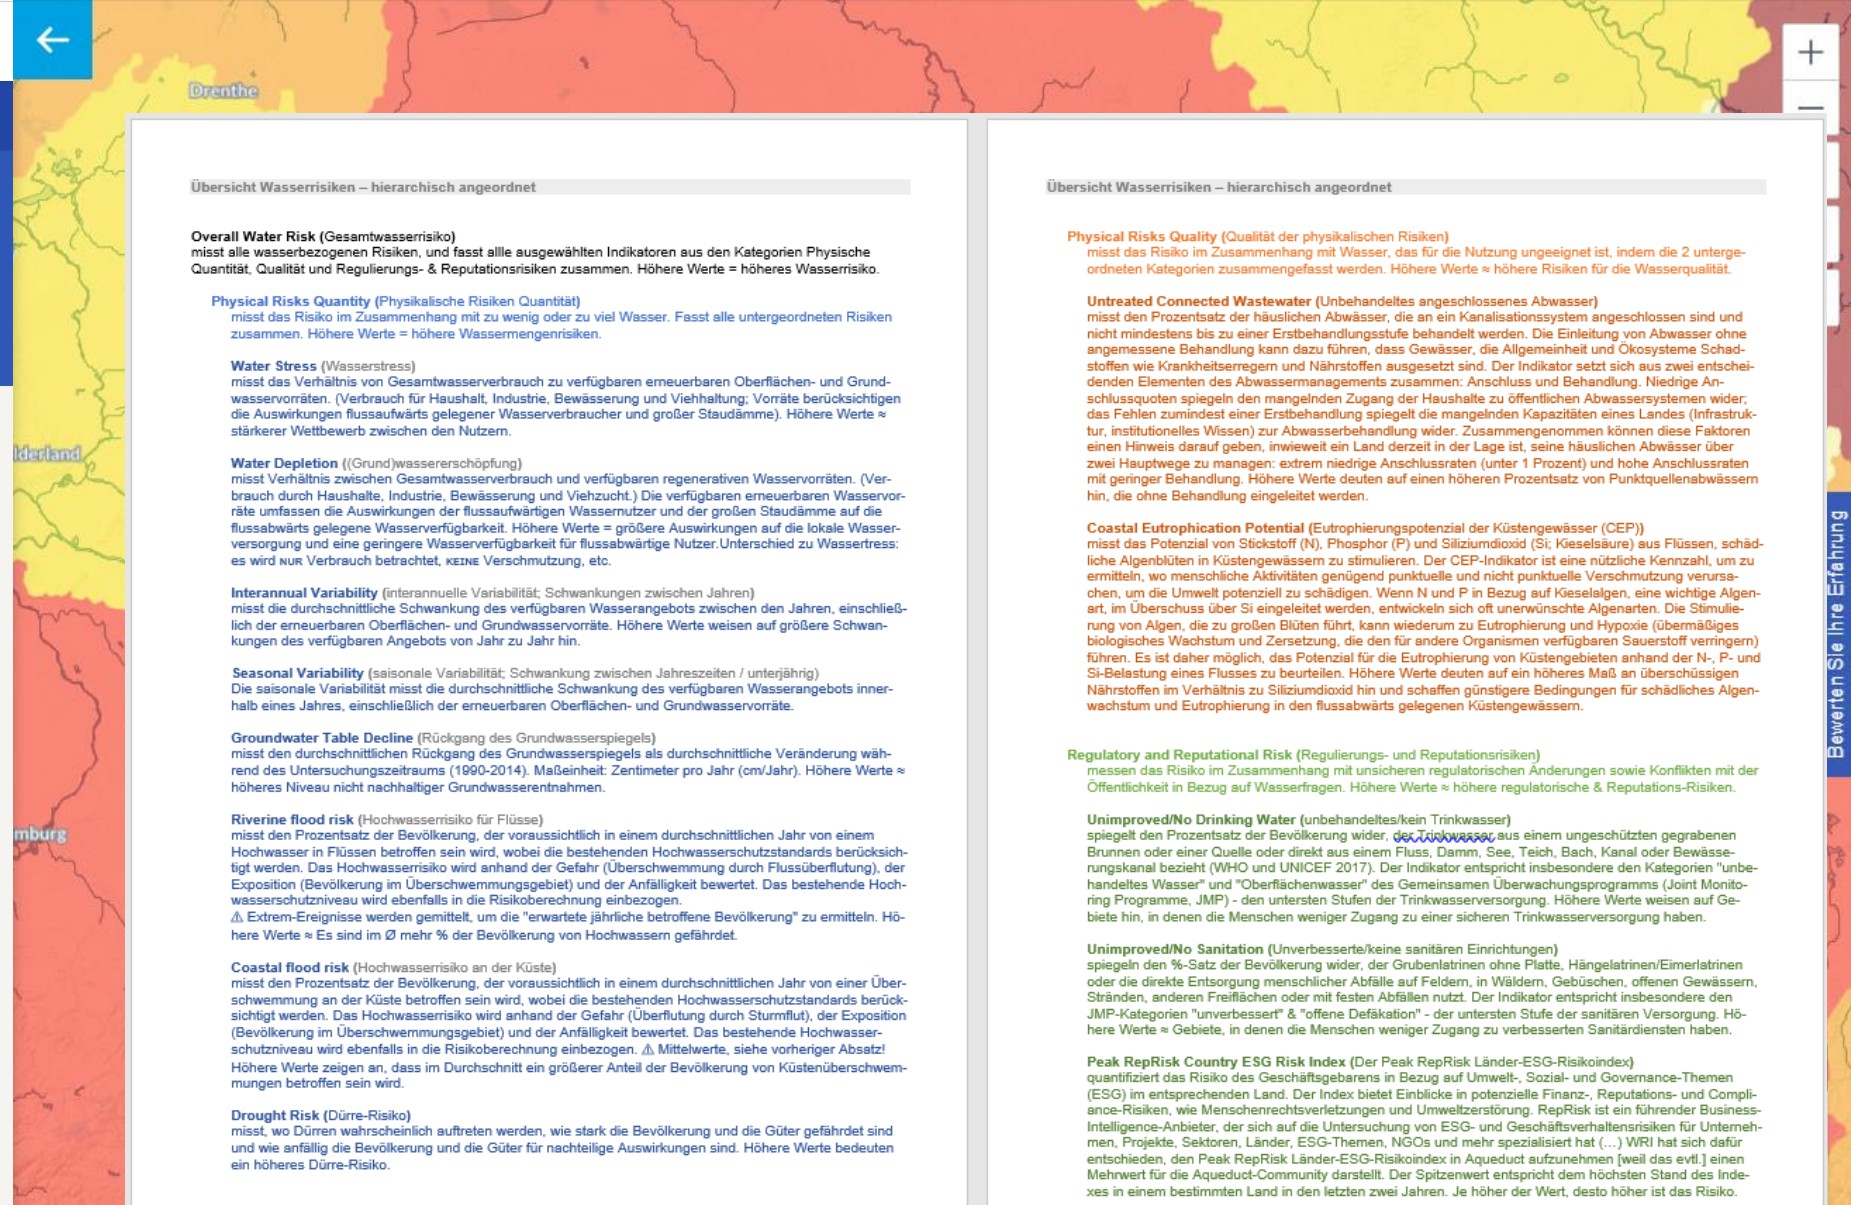 Drenthe
lderland
mburg
Bewerten Sie Ihre Erfahrung
Übersicht Wasserrisiken – hierarchisch angeordnet
Overall Water Risk (Gesamtwasserrisiko)
misst alle wasserbezogenen Risiken, und fasst allle ausgewählten Indikatoren aus den Kategorien Physische
Quantität, Qualität und Regulierungs- & Reputationsrisiken zusammen. Höhere Werte = höheres Wasserrisiko.
Physical Risks Quantity (Physikalische Risiken Quantität)
misst das Risiko im Zusammenhang mit zu wenig oder zu viel Wasser. Fasst alle untergeordneten Risiken
zusammen. Höhere Werte = höhere Wassermengenrisiken.
Water Stress (Wasserstress)
misst das Verhältnis von Gesamtwasserverbrauch zu verfügbaren erneuerbaren Oberflächen- und Grund-
wasservorräten. (Verbrauch für Haushalt, Industrie, Bewässerung und Viehhaltung; Vorräte berücksichtigen
die Auswirkungen flussaufwärts gelegener Wasserverbraucher und großer Staudämme). Höhere Werte ≈
stärkerer Wettbewerb zwischen den Nutzern.
Water Depletion ((Grund)wassererschöpfung)
misst Verhältnis zwischen Gesamtwasserverbrauch und verfügbaren regenerativen Wasservorräten. (Ver-
brauch durch Haushalte, Industrie, Bewässerung und Viehzucht.) Die verfügbaren erneuerbaren Wasservor-
räte umfassen die Auswirkungen der flussaufwärtigen Wassernutzer und der großen Staudämme auf die
flussabwärts gelegene Wasserverfügbarkeit. Höhere Werte = größere Auswirkungen auf die lokale Wasser-
versorgung und eine geringere Wasserverfügbarkeit für flussabwärtige Nutzer.Unterschied zu Wassertress:
es wird NUR Verbrauch betrachtet, KEINE Verschmutzung, etc.
Interannual Variability (interannuelle Variabilität; Schwankungen zwischen Jahren)
misst die durchschnittliche Schwankung des verfügbaren Wasserangebots zwischen den Jahren, einschließ-
lich der erneuerbaren Oberflächen- und Grundwasservorräte. Höhere Werte weisen auf größere Schwan-
kungen des verfügbaren Angebots von Jahr zu Jahr hin.
Seasonal Variability (saisonale Variabilität; Schwankung zwischen Jahreszeiten / unterjährig)
Die saisonale Variabilität misst die durchschnittliche Schwankung des verfügbaren Wasserangebots inner-
halb eines Jahres, einschließlich der erneuerbaren Oberflächen- und Grundwasservorräte.
Groundwater Table Decline (Rückgang des Grundwasserspiegels)
misst den durchschnittlichen Rückgang des Grundwasserspiegels als durchschnittliche Veränderung wäh-
rend des Untersuchungszeitraums (1990-2014). Maßeinheit: Zentimeter pro Jahr (cm/Jahr). Höhere Werte ≈
höheres Niveau nicht nachhaltiger Grundwasserentnahmen.
Riverine flood risk (Hochwasserrisiko für Flüsse)
misst den Prozentsatz der Bevölkerung, der voraussichtlich in einem durchschnittlichen Jahr von einem
Hochwasser in Flüssen betroffen sein wird, wobei die bestehenden Hochwasserschutzstandards berücksich-
tigt werden. Das Hochwasserrisiko wird anhand der Gefahr (Überschwemmung durch Flussüberflutung), der
Exposition (Bevölkerung im Überschwemmungsgebiet) und der Anfälligkeit bewertet. Das bestehende Hoch-
wasserschutzniveau wird ebenfalls in die Risikoberechnung einbezogen.
⚠ Extrem-Ereignisse werden gemittelt, um die "erwartete jährliche betroffene Bevölkerung" zu ermitteln. Hö-
here Werte ≈ Es sind im Ø mehr % der Bevölkerung von Hochwassern gefährdet.
Coastal flood risk (Hochwasserrisiko an der Küste)
misst den Prozentsatz der Bevölkerung, der voraussichtlich in einem durchschnittlichen Jahr von einer Über-
schwemmung an der Küste betroffen sein wird, wobei die bestehenden Hochwasserschutzstandards berück-
sichtigt werden. Das Hochwasserrisiko wird anhand der Gefahr (Überflutung durch Sturmflut), der Exposition
(Bevölkerung im Überschwemmungsgebiet) und der Anfälligkeit bewertet. Das bestehende Hochwasser-
schutzniveau wird ebenfalls in die Risikoberechnung einbezogen. ⚠ Mittelwerte, siehe vorheriger Absatz!
Höhere Werte zeigen an, dass im Durchschnitt ein größerer Anteil der Bevölkerung von Küstenüberschwem-
mungen betroffen sein wird.
Drought Risk (Dürre-Risiko)
misst, wo Dürren wahrscheinlich auftreten werden, wie stark die Bevölkerung und die Güter gefährdet sind
und wie anfällig die Bevölkerung und die Güter für nachteilige Auswirkungen sind. Höhere Werte bedeuten
ein höheres Dürre-Risiko.
Übersicht Wasserrisiken – hierarchisch angeordnet
Physical Risks Quality (Qualität der physikalischen Risiken)
misst das Risiko im Zusammenhang mit Wasser, das für die Nutzung ungeeignet ist, indem die 2 unterge-
ordneten Kategorien zusammengefasst werden. Höhere Werte ≈ höhere Risiken für die Wasserqualität.
Untreated Connected Wastewater (Unbehandeltes angeschlossenes Abwasser)
misst den Prozentsatz der häuslichen Abwässer, die an ein Kanalisationssystem angeschlossen sind und
nicht mindestens bis zu einer Erstbehandlungsstufe behandelt werden. Die Einleitung von Abwasser ohne
angemessene Behandlung kann dazu führen, dass Gewässer, die Allgemeinheit und Ökosysteme Schad-
stoffen wie Krankheitserregern und Nährstoffen ausgesetzt sind. Der Indikator setzt sich aus zwei entschei-
denden Elementen des Abwassermanagements zusammen: Anschluss und Behandlung. Niedrige An-
schlussquoten spiegeln den mangelnden Zugang der Haushalte zu öffentlichen Abwassersystemen wider;
das Fehlen zumindest einer Erstbehandlung spiegelt die mangelnden Kapazitäten eines Landes (Infrastruk-
tur, institutionelles Wissen) zur Abwasserbehandlung wider. Zusammengenommen können diese Faktoren
einen Hinweis darauf geben, inwieweit ein Land derzeit in der Lage ist, seine häuslichen Abwässer über
zwei Hauptwege zu managen: extrem niedrige Anschlussraten (unter 1 Prozent) und hohe Anschlussraten
mit geringer Behandlung. Höhere Werte deuten auf einen höheren Prozentsatz von Punktquellenabwässern
hin, die ohne Behandlung eingeleitet werden.
Coastal Eutrophication Potential (Eutrophierungspotenzial der Küstengewässer (CEP))
misst das Potenzial von Stickstoff (N), Phosphor (P) und Siliziumdioxid (Si; Kieselsäure) aus Flüssen, schäd-
liche Algenblüten in Küstengewässern zu stimulieren. Der CEP-Indikator ist eine nützliche Kennzahl, um zu
ermitteln, wo menschliche Aktivitäten genügend punktuelle und nicht punktuelle Verschmutzung verursa-
chen, um die Umwelt potenziell zu schädigen. Wenn N und P in Bezug auf Kieselalgen, eine wichtige Algen-
art, im Überschuss über Si eingeleitet werden, entwickeln sich oft unerwünschte Algenarten. Die Stimulie-
rung von Algen, die zu großen Blüten führt, kann wiederum zu Eutrophierung und Hypoxie (übermäßiges
biologisches Wachstum und Zersetzung, die den für andere Organismen verfügbaren Sauerstoff verringern)
führen. Es ist daher möglich, das Potenzial für die Eutrophierung von Küstengebieten anhand der N-, P- und
Si-Belastung eines Flusses zu beurteilen. Höhere Werte deuten auf ein höheres Maß an überschüssigen
Nährstoffen im Verhältnis zu Siliziumdioxid hin und schaffen günstigere Bedingungen für schädliches Algen-
wachstum und Eutrophierung in den flussabwärts gelegenen Küstengewässern.
Regulatory and Reputational Risk (Regulierungs- und Reputationsrisiken)
messen das Risiko im Zusammenhang mit unsicheren regulatorischen Änderungen sowie Konflikten mit der
Öffentlichkeit in Bezug auf Wasserfragen. Höhere Werte ≈ höhere regulatorische & Reputations-Risiken.
Unimproved/No Drinking Water (unbehandeltes/kein Trinkwasser)
spiegelt den Prozentsatz der Bevölkerung wider, der Trinkwasser aus einem ungeschützten gegrabenen
Brunnen oder einer Quelle oder direkt aus einem Fluss, Damm, See, Teich, Bach, Kanal oder Bewässe-
rungskanal bezieht (WHO und UNICEF 2017). Der Indikator entspricht insbesondere den Kategorien "unbe-
handeltes Wasser" und "Oberflächenwasser" des Gemeinsamen Überwachungsprogramms (Joint Monito-
ring Programme, JMP) - den untersten Stufen der Trinkwasserversorgung. Höhere Werte weisen auf Ge-
biete hin, in denen die Menschen weniger Zugang zu einer sicheren Trinkwasserversorgung haben.
Unimproved/No Sanitation (Unverbesserte/keine sanitären Einrichtungen)
spiegeln den %-Satz der Bevölkerung wider, der Grubenlatrinen ohne Platte, Hängelatrinen/Eimerlatrinen
oder die direkte Entsorgung menschlicher Abfälle auf Feldern, in Wäldern, Gebüschen, offenen Gewässern,
Stränden, anderen Freiflächen oder mit festen Abfällen nutzt. Der Indikator entspricht insbesondere den
JMP-Kategorien "unverbessert" & "offene Defäkation" - der untersten Stufe der sanitären Versorgung. Hö-
here Werte ≈ Gebiete, in denen die Menschen weniger Zugang zu verbesserten Sanitärdiensten haben.
Peak RepRisk Country ESG Risk Index (Der Peak RepRisk Länder-ESG-Risikoindex)
quantifiziert das Risiko des Geschäftsgebarens in Bezug auf Umwelt-, Sozial- und Governance-Themen
(ESG) im entsprechenden Land. Der Index bietet Einblicke in potenzielle Finanz-, Reputations- und Compli-
ance-Risiken, wie Menschenrechtsverletzungen und Umweltzerstörung. RepRisk ist ein führender Business-
Intelligence-Anbieter, der sich auf die Untersuchung von ESG- und Geschäftsverhaltensrisiken für Unterneh-
men, Projekte, Sektoren, Länder, ESG-Themen, NGOs und mehr spezialisiert hat (...) WRI hat sich dafür
entschieden, den Peak RepRisk Länder-ESG-Risikoindex in Aqueduct aufzunehmen [weil das evtl.] einen
Mehrwert für die Aqueduct-Community darstellt. Der Spitzenwert entspricht dem höchsten Stand des Inde-
xes in einem bestimmten Land in den letzten zwei Jahren. Je höher der Wert, desto höher ist das Risiko.